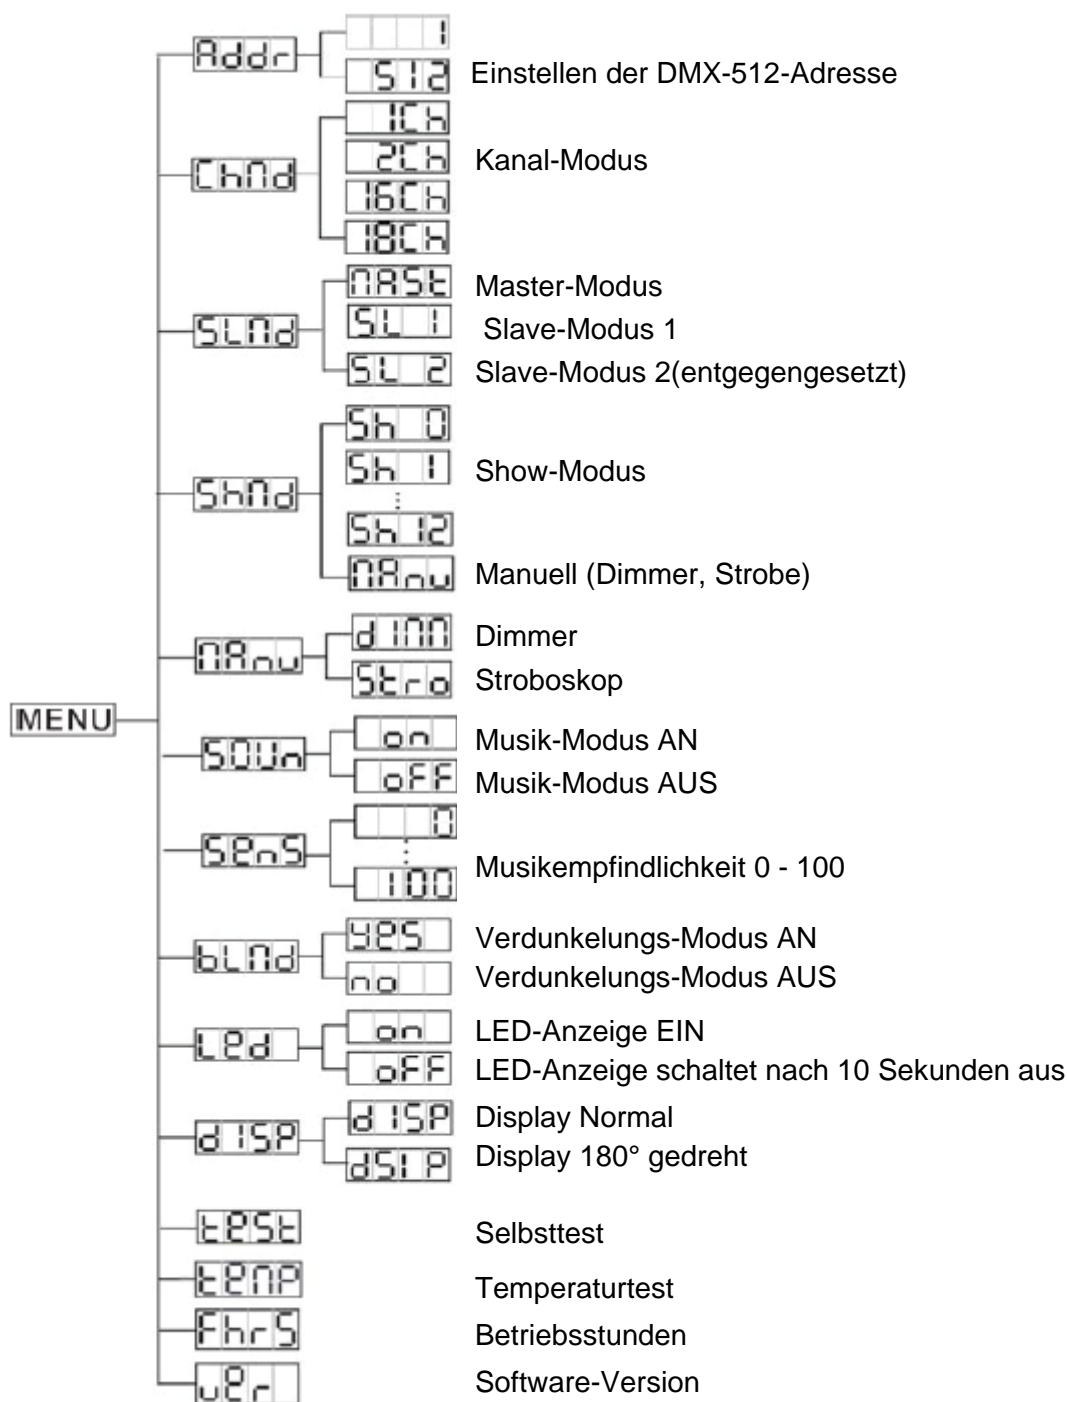 1
Addr
512 Einstellen der DMX-512-Adresse
1Ch
2Ch Kanal-Modus
ChMd
16Ch
18Ch
MASt Master-Modus
SLMd
SL 1 Slave-Modus 1
SL 2 Slave-Modus 2(entgegengesetzt)
Sh 0
Sh 1 Show-Modus
ShMd
Sh 12
MAnu Manuell (Dimmer, Strobe)
dIMM Dimmer
MAnu
Stro Stroboskop
MENU
on Musik-Modus AN
SOUn
oFF Musik-Modus AUS
0
SenS
Musikempfindlichkeit 0 - 100
100
yeS Verdunkelungs-Modus AN
bLMd
no Verdunkelungs-Modus AUS
on LED-Anzeige EIN
Led
oFF LED-Anzeige schaltet nach 10 Sekunden aus
dISP Display Normal
dISP
dSIP Display 180° gedreht
teSt Selbsttest
teMP Temperaturtest
FhrS Betriebsstunden
ver Software-Version